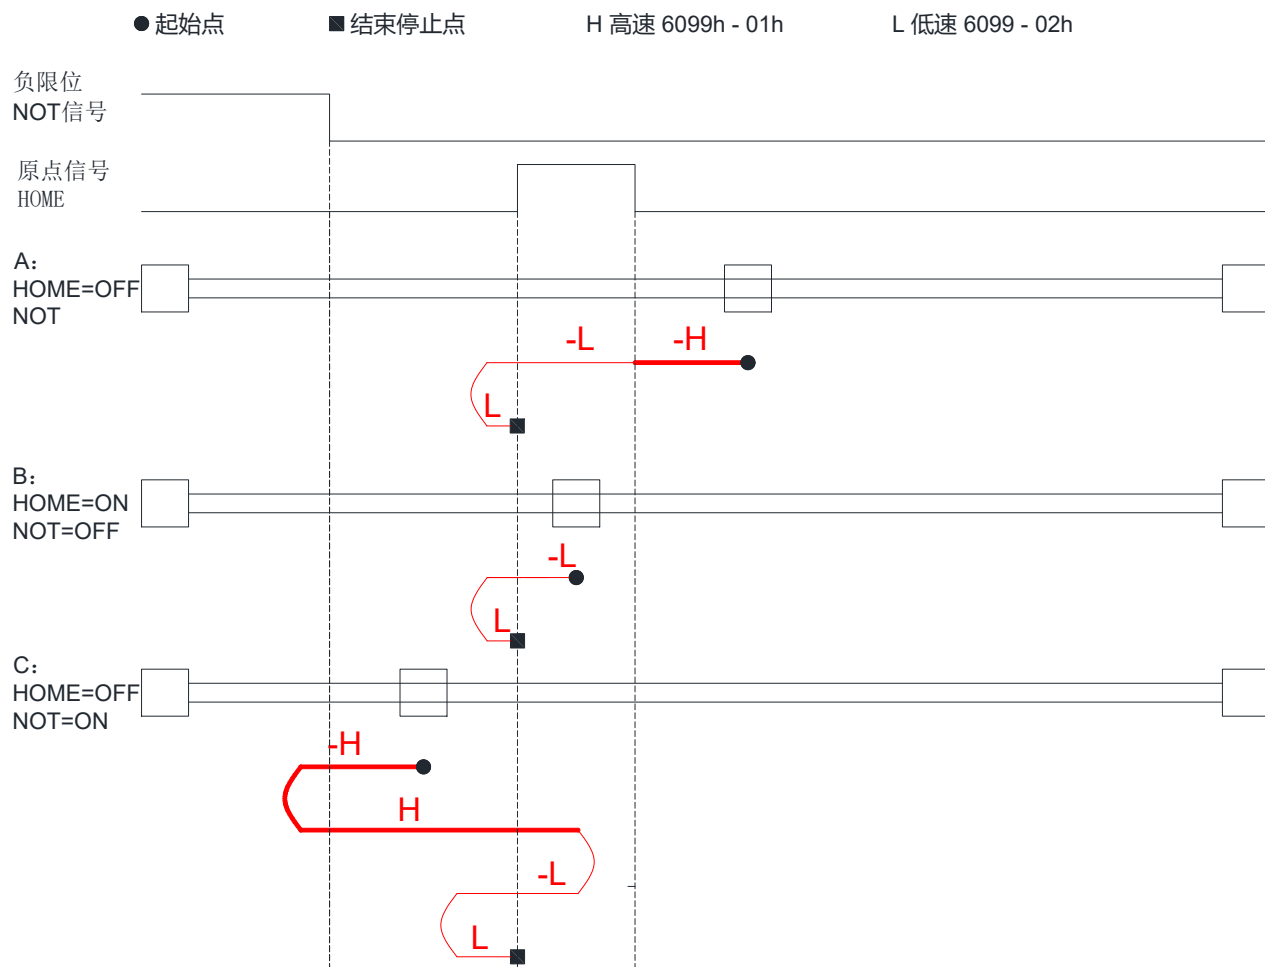 起始点 结束停止点 H 高速 6099h - 01h L 低速 6099 - 02h
负限位
NOT信号
原点信号
HOME
A:
HOME=OFF
NOT
-L -H
L
B:
HOME=ON
NOT=OFF
-L
L
C:
HOME=OFF
NOT=ON
-H
H
-L
L